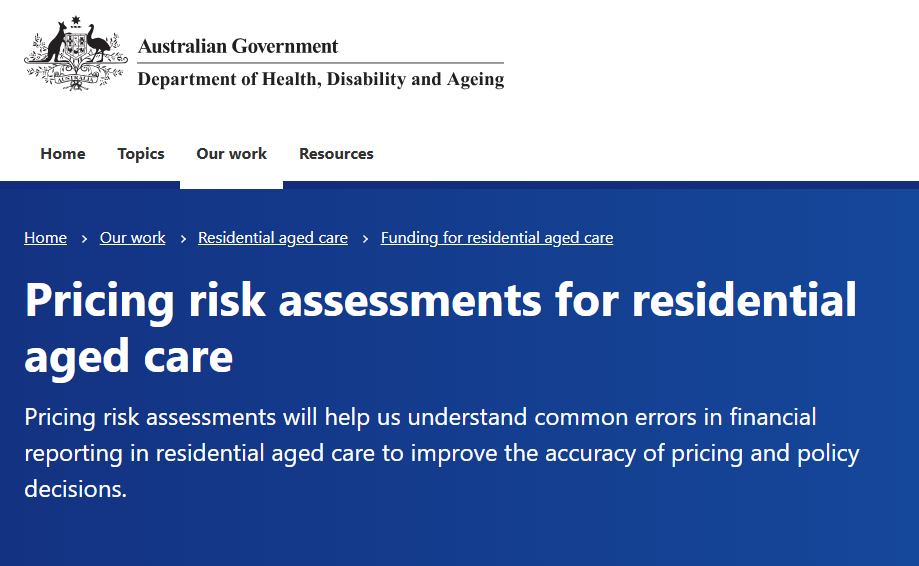 Australian Government
Department of Health, Disability and Ageing
Home Topics Our work Resources
Home > Our work > Residential aged care > Funding for residential aged care
Pricing risk assessments for residential
aged care
Pricing risk assessments will help us understand common errors in financial
reporting in residential aged care to improve the accuracy of pricing and policy
decisions.